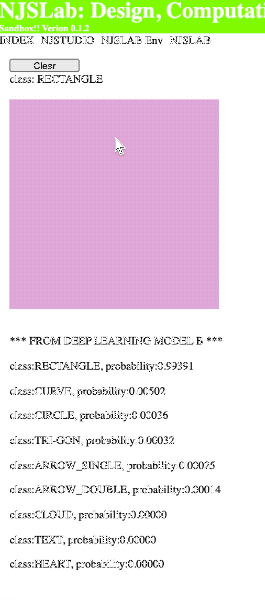 NJSLab: Design, Computati
Sandbox!! Verion 0.1.2
INDEX NJSTUDIO NJSLAB Env NJSLAB
Clear
class: RECTANGLE
*** FROM DEEP LEARNING MODEL B ***
class:RECTANGLE, probability:0.99391
class:CURVE, probability:0.00502
class:CIRCLE, probability:0.00036
class:TRI-GON, probability:0.00032
class:ARROW_SINGLE, probability:0.00025
class:ARROW_DOUBLE, probability:0.00014
class:CLOUD, probability:0.00000
class:TEXT, probability:0.00000
class:HEART, probability:0.00000